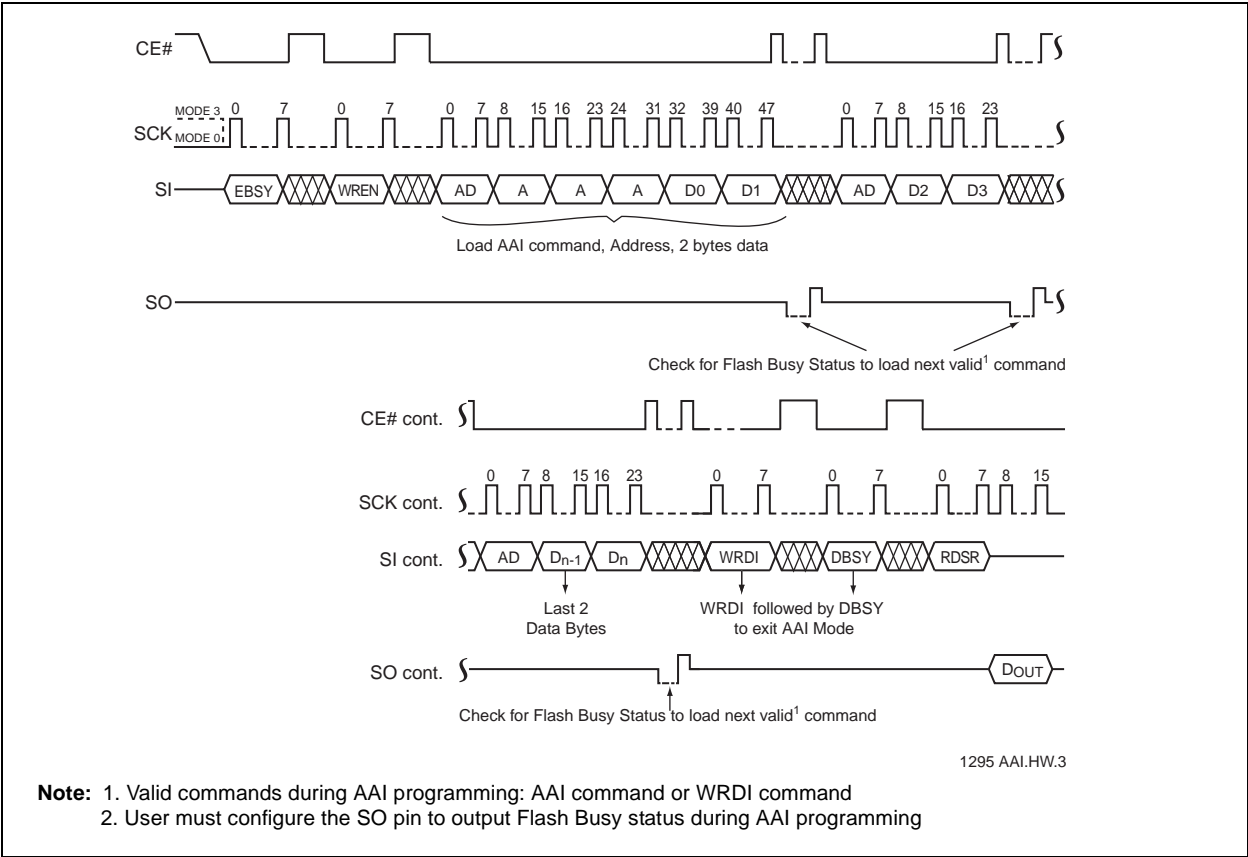 CE#
MODE 3
0 7 0 7 0 7 8 15 16 23 24 31 32 39 40 47 0 7 8 15 16 23
SCK MODE 0
SI EBSY WREN AD A A A D0 D1 AD D2 D3
Load AAI command, Address, 2 bytes data
SO
Check for Flash Busy Status to load next valid1 command
CE# cont.
0 7 8 15 16 23 0 7 0 7 0 7 8 15
SCK cont.
SI cont. AD Dn-1 Dn WRDI DBSY RDSR
Last 2
Data Bytes
WRDI followed by DBSY
to exit AAI Mode
SO cont. DOUT
Check for Flash Busy Status to load next valid1 command
1295 AAI.HW.3
Note: 1. Valid commands during AAI programming: AAI command or WRDI command
2. User must configure the SO pin to output Flash Busy status during AAI programming